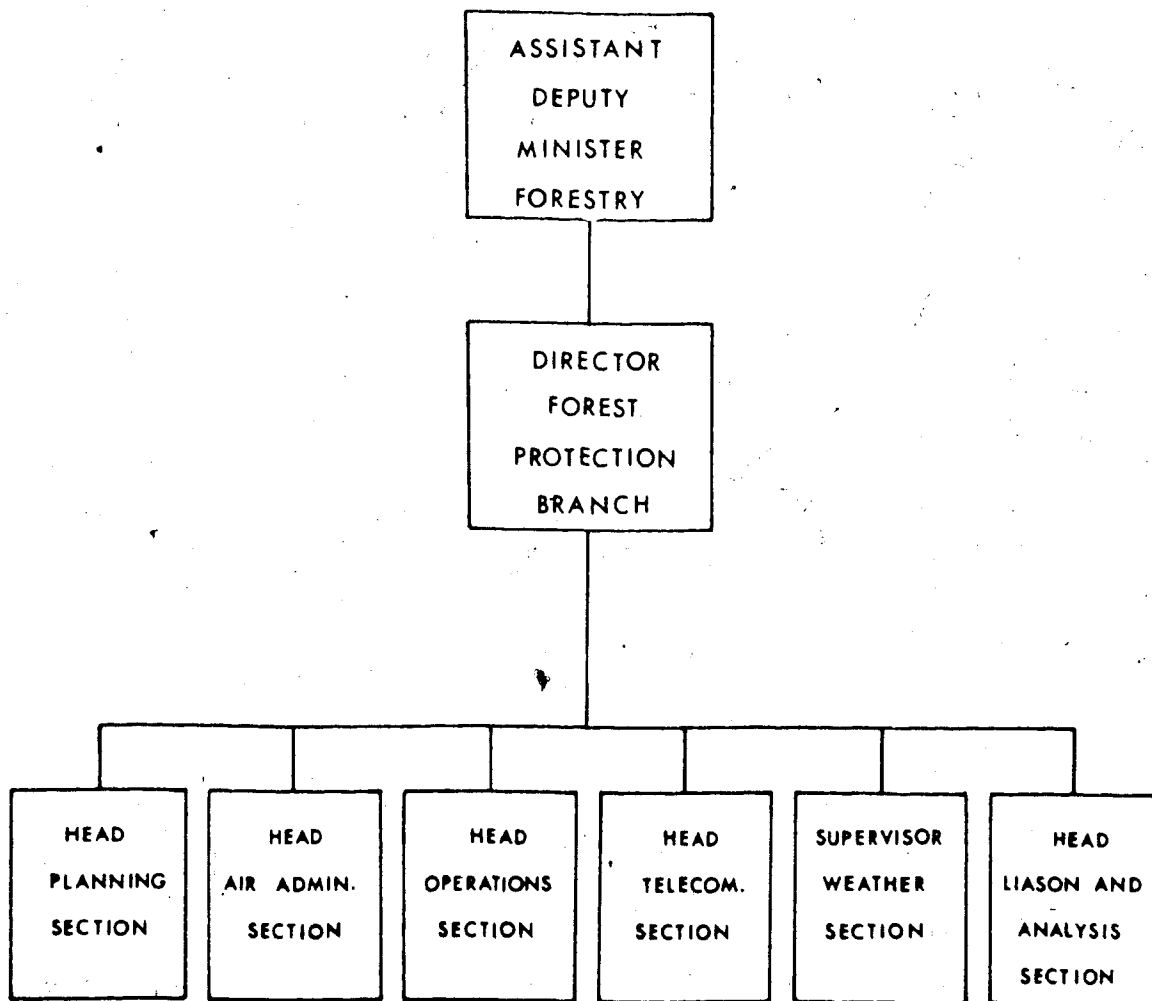 ASSISTANT
DEPUTY
MINISTER
FORESTRY
DIRECTOR
FOREST
PROTECTION
BRANCH
HEAD
PLANNING
SECTION
HEAD
AIR ADMIN.
SECTION
HEAD
OPERATIONS
SECTION
HEAD
TELECOM.
SECTION
SUPERVISOR
WEATHER
SECTION
HEAD
LIASON AND
ANALYSIS
SECTION